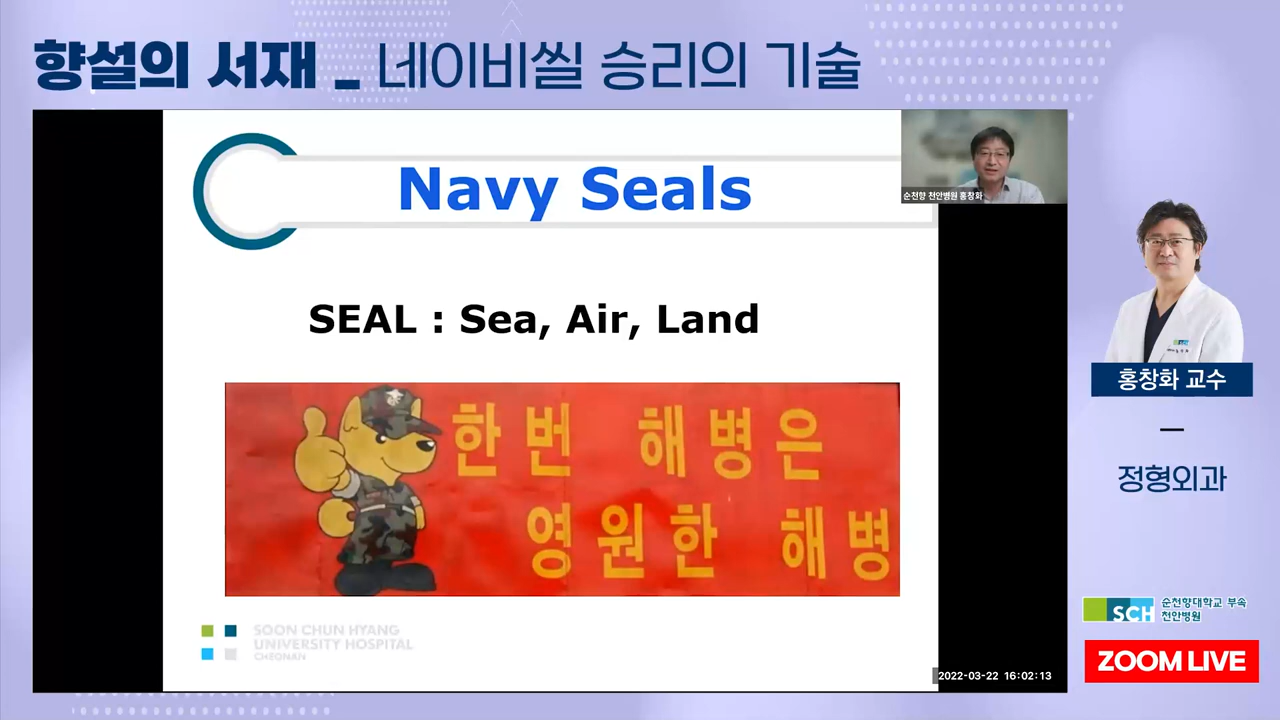 향설의 서재 _ 네이비씰 승리의 기술
Navy Seals
순천향 천안병원 홍창화
SEAL : Sea, Air, Land
한번 해병은
영원한 해병
SOON CHUN HYANG
UNIVERSITY HOSPITAL
CHEONAN
2022-03-22 16:02:13
홍창화 교수
정형외과
SCH 순천향대학교 부속
천안병원
ZOOM LIVE